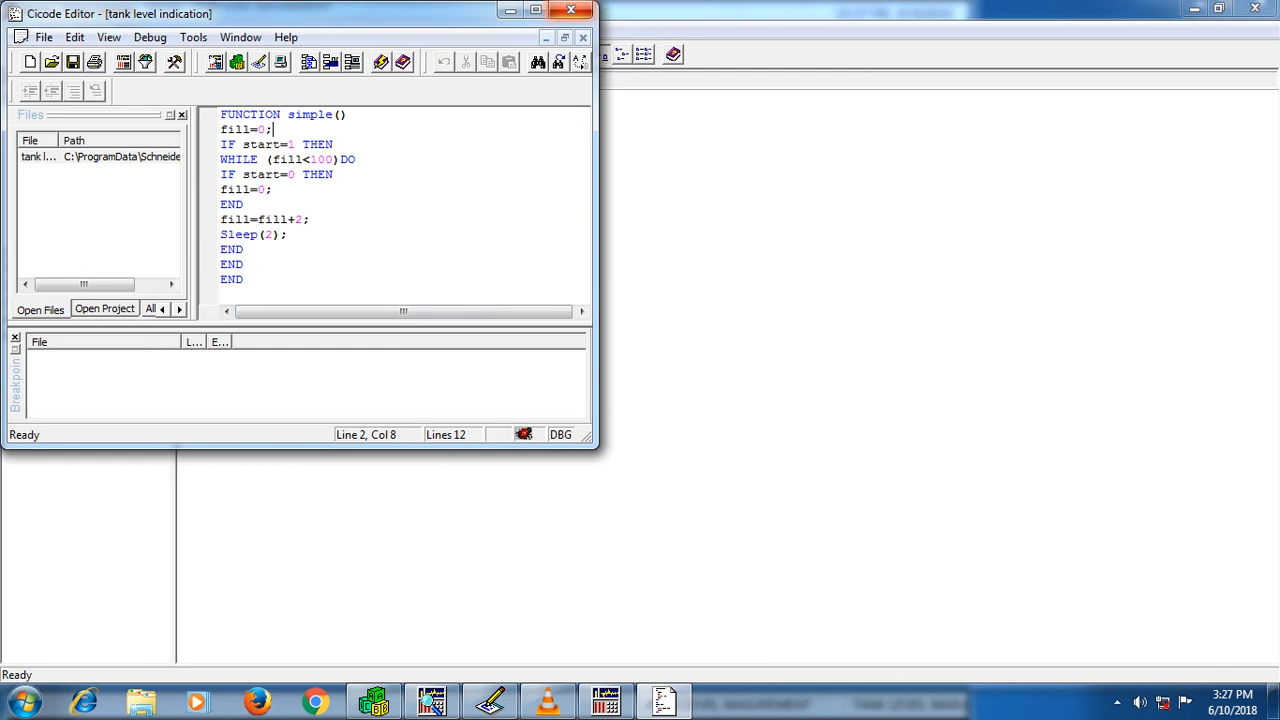 Cicode Editor - [tank level indication]
File Edit View Debug Tools Window Help
Files
File Path
tank l... C:\ProgramData\Schneide
Open Files Open Project All
FUNCTION simple()
fill=0;
IF start=1 THEN
WHILE (fill<100)DO
IF start=0 THEN
fill=0;
END
fill=fill+2;
Sleep(2);
END
END
END
File L... E...
Breakpoin
Ready Line 2, Col 8 Lines 12 DBG
Ready
3:27 PM
6/10/2018